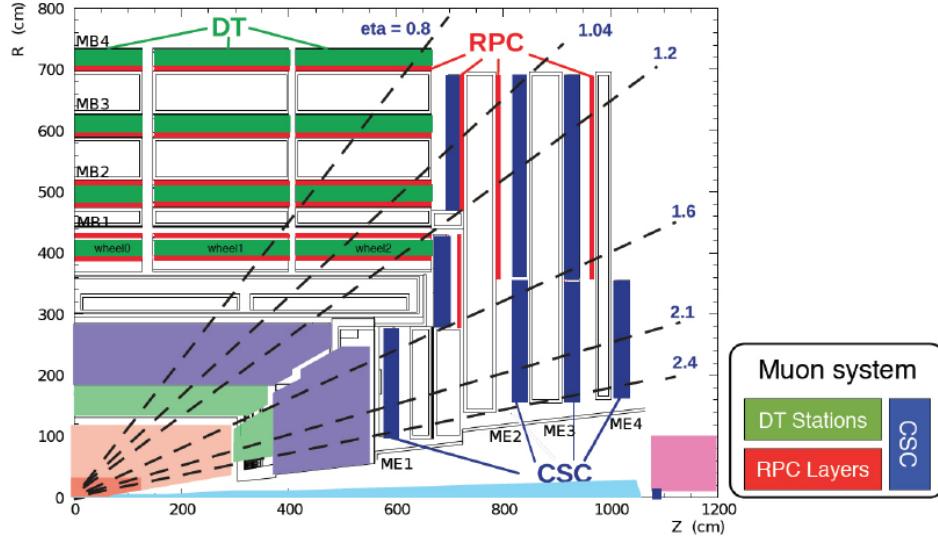 R (cm)
800
700
600
500
400
300
200
100
0
0
200
400
600
800
1000
1200
Z (cm)
MB4
MB3
MB2
MB1
DT
wheel0
wheel1
wheel2
eta = 0.8
1.04
1.2
1.6
2.1
2.4
RPC
ME1
ME2
ME3
ME4
CSC
Muon system
DT Stations
RPC Layers
CSC